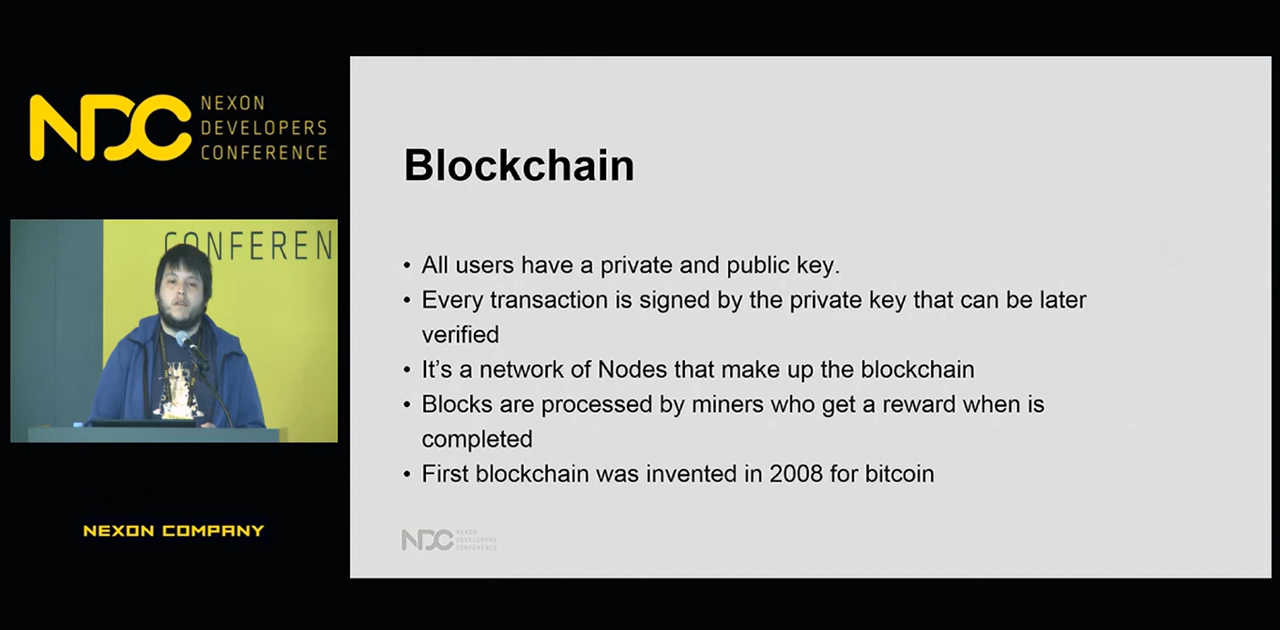 NDC
NEXON
DEVELOPERS
CONFERENCE
CONFEREN
NEXON COMPANY
Blockchain
• All users have a private and public key.
• Every transaction is signed by the private key that can be later
verified
• It's a network of Nodes that make up the blockchain
• Blocks are processed by miners who get a reward when is
completed
• First blockchain was invented in 2008 for bitcoin
NDC
NEXON
DEVELOPERS
CONFERENCE